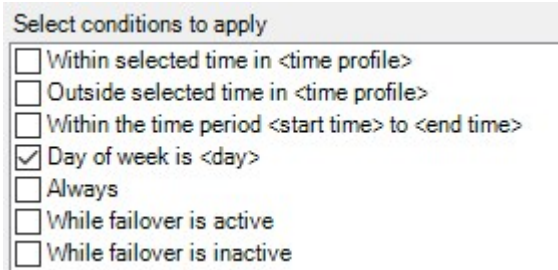 Select conditions to apply
Within selected time in <time profile>
Outside selected time in <time profile>
Within the time period <start time> to <end time>
Day of week is <day>
Always
While failover is active
While failover is inactive